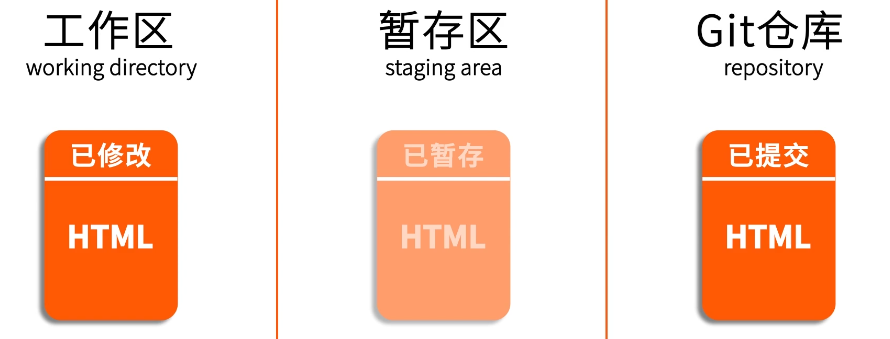 工作区
working directory
已修改
HTML
暂存区
staging area
已暂存
HTML
Git仓库
repository
已提交
HTML